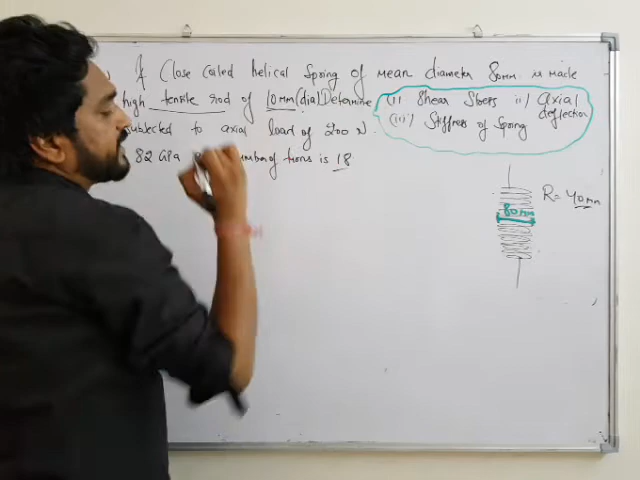 A Close coiled helical Spring of mean diameter 80mm is made
high tensile rod of 10mm(dia) Determine (i) Shear Stress ii) Axial deflection
subjected to axial load of 200 N. (iii) Stiffness of Spring
82 GPa number of turns is 18
R= 40mm
80mm